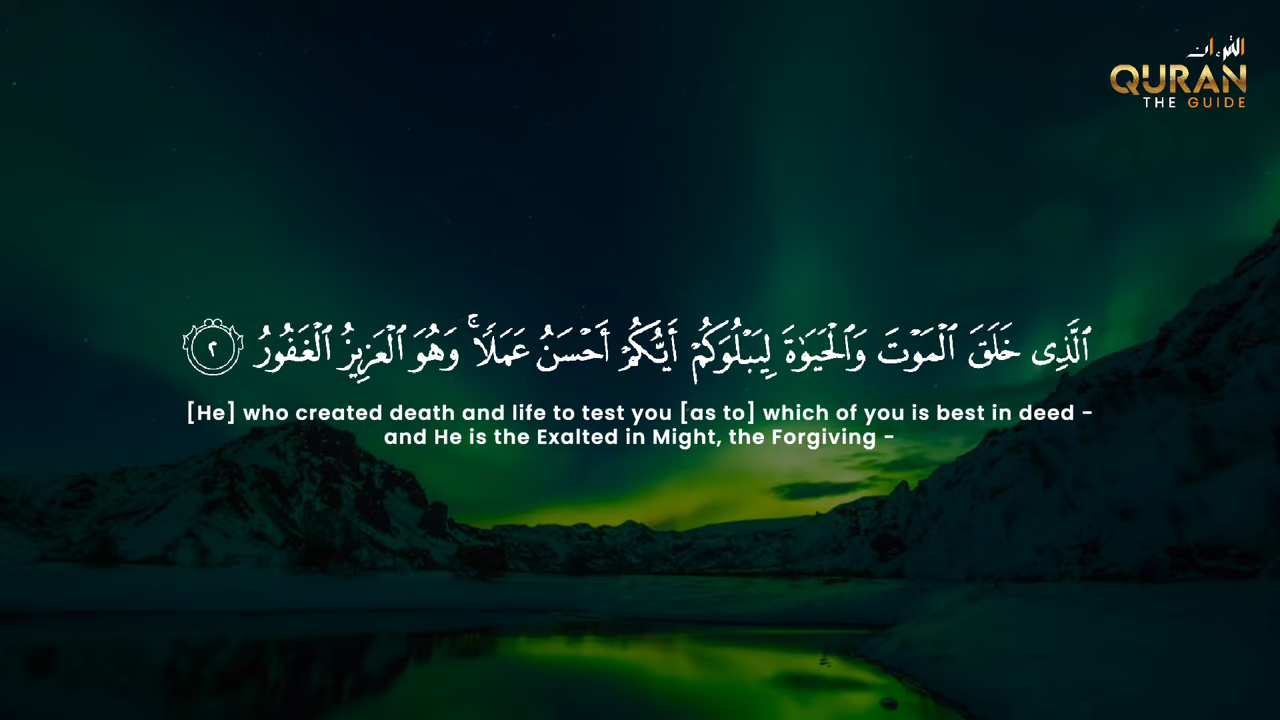 القرءان
QURAN
THE GUIDE
ٱلَّذِى خَلَقَ ٱلْمَوْتَ وَٱلْحَيَوٰةَ لِيَبْلُوَكُمْ أَيُّكُمْ أَحْسَنُ عَمَلًا ۚ وَهُوَ ٱلْعَزِيزُ ٱلْغَفُورُ ٢
[He] who created death and life to test you [as to] which of you is best in deed -
and He is the Exalted in Might, the Forgiving -